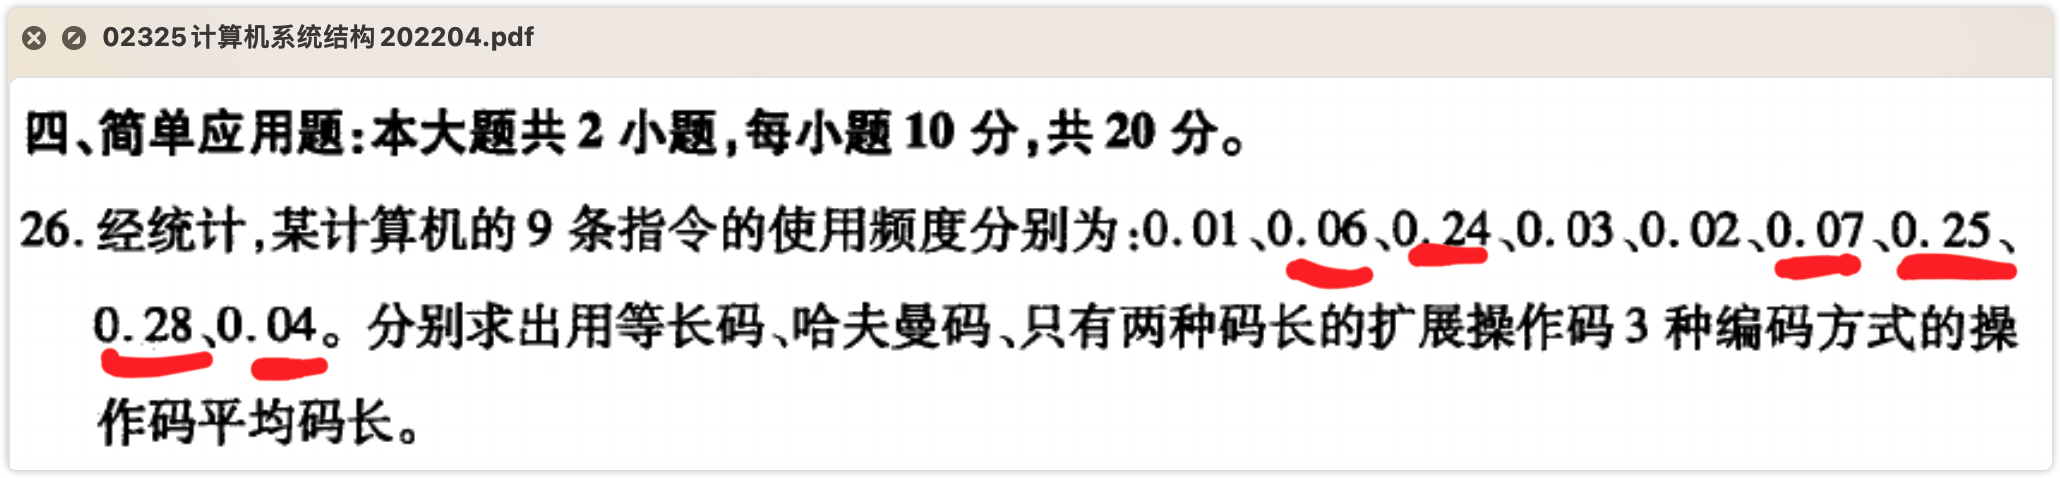 02325计算机系统结构202204.pdf
四、简单应用题:本大题共2小题,每小题10分,共20分。
26. 经统计,某计算机的9条指令的使用频度分别为:0.01、0.06、0.24、0.03、0.02、0.07、0.25、
0.28、0.04。分别求出用等长码、哈夫曼码、只有两种码长的扩展操作码3种编码方式的操
作码平均码长。